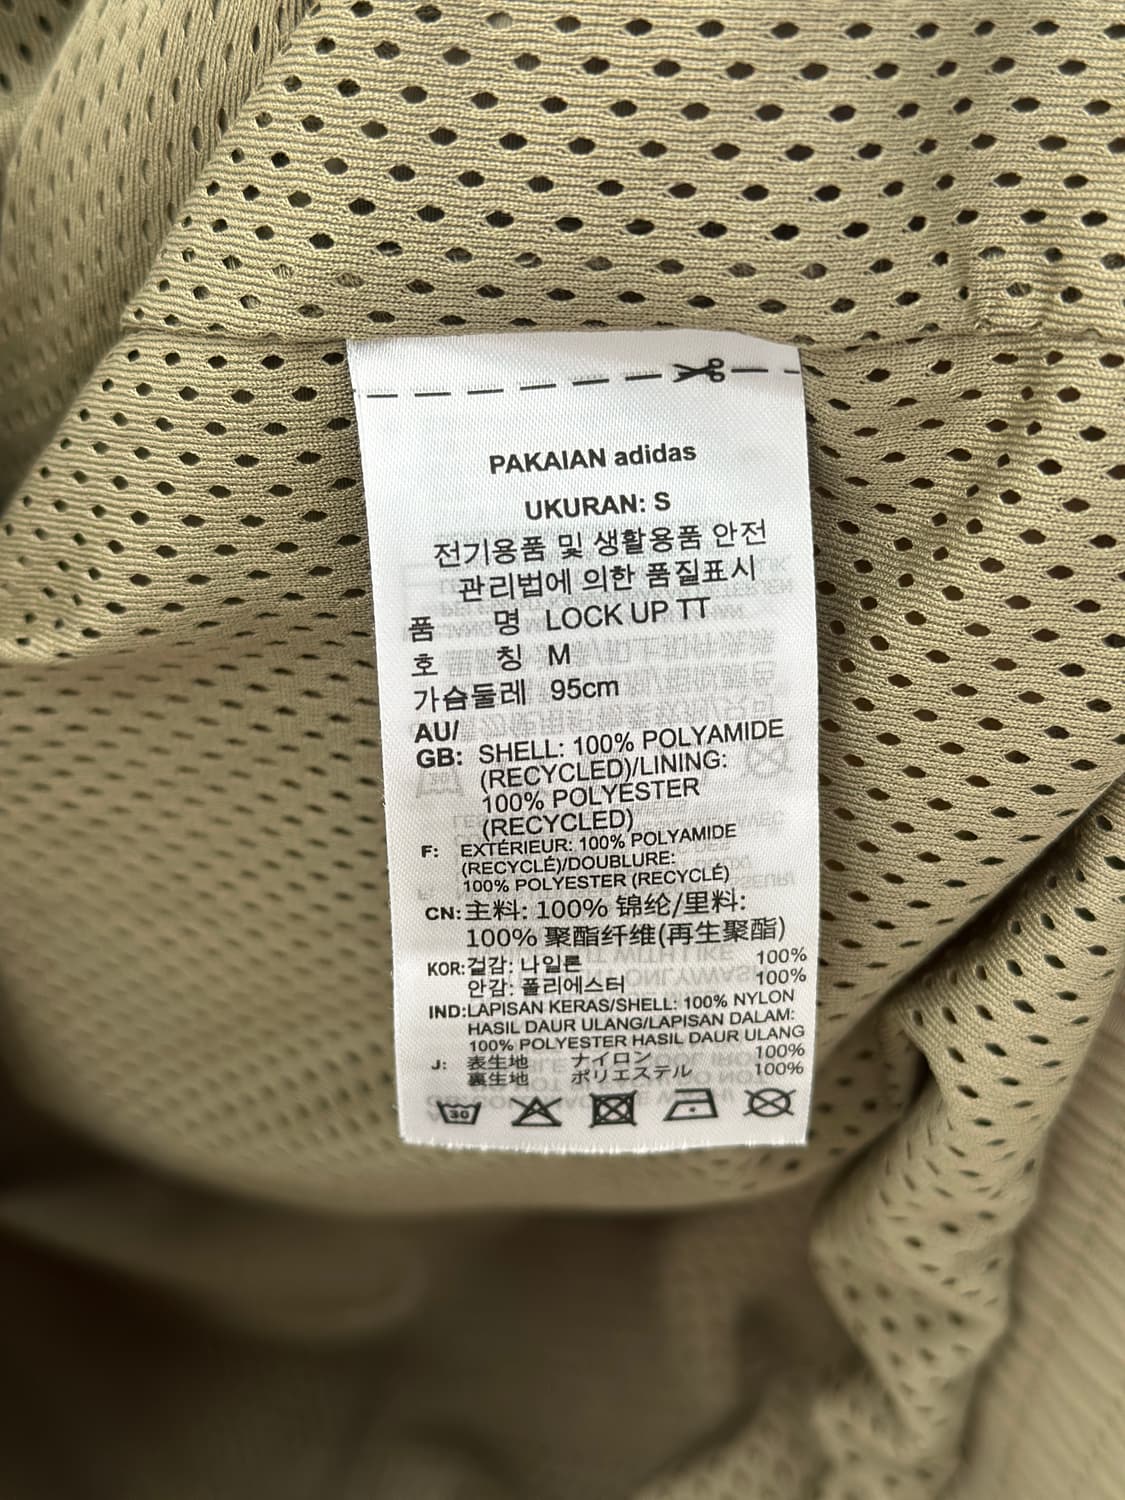 PAKAIAN adidas
UKURAN: S
전기용품 및 생활용품 안전
관리법에 의한 품질표시
품 명 LOCK UP TT
호 칭 M
가슴둘레 95cm
AU/
GB: SHELL: 100% POLYAMIDE
(RECYCLED)/LINING:
100% POLYESTER
(RECYCLED)
F: EXTÉRIEUR: 100% POLYAMIDE
(RECYCLÉ)/DOUBLURE:
100% POLYESTER (RECYCLÉ)
CN: 主料: 100% 锦纶/里料:
100% 聚酯纤维(再生聚酯)
KOR: 겉감: 나일론 100%
안감: 폴리에스터 100%
IND: LAPISAN KERAS/SHELL: 100% NYLON
HASIL DAUR ULANG/LAPISAN DALAM:
100% POLYESTER HASIL DAUR ULANG
J: 表生地 ナイロン 100%
裏生地 ポリエステル 100%
30